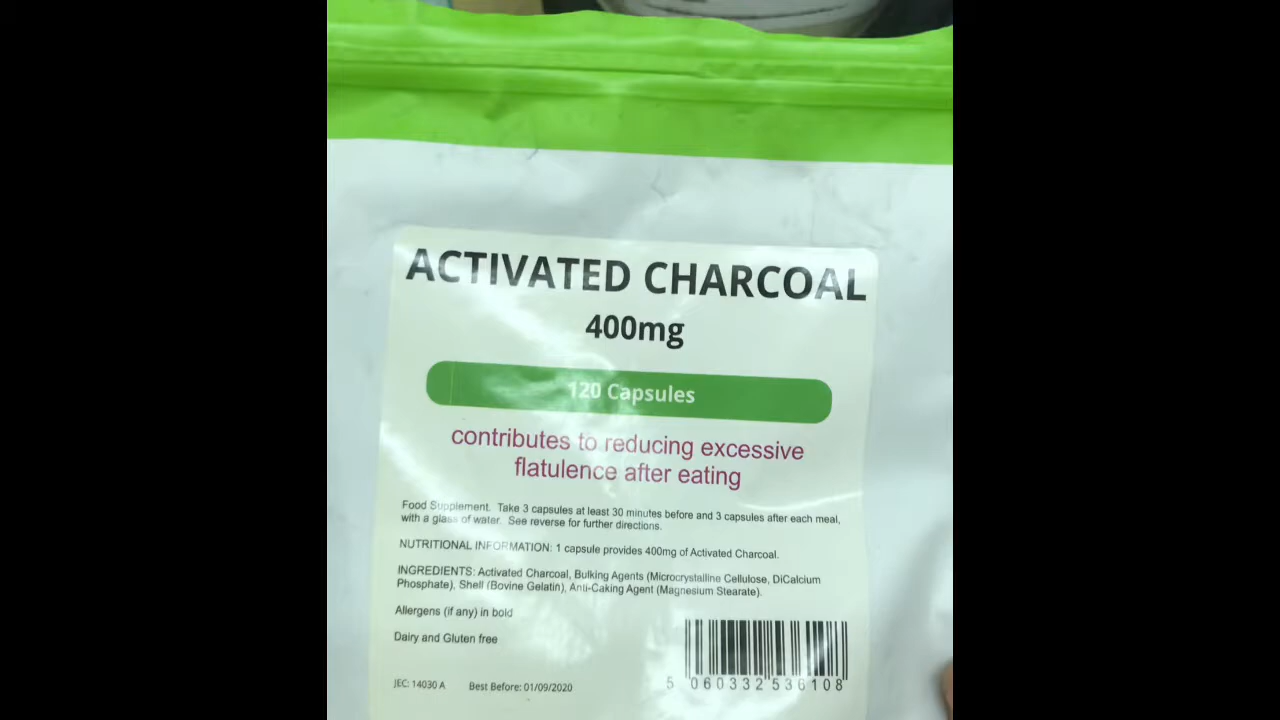 ACTIVATED CHARCOAL
400mg
120 Capsules
contributes to reducing excessive
flatulence after eating
Food Supplement. Take 3 capsules at least 30 minutes before and 3 capsules after each meal,
with a glass of water. See reverse for further directions.
NUTRITIONAL INFORMATION: 1 capsule provides 400mg of Activated Charcoal.
INGREDIENTS: Activated Charcoal, Bulking Agents (Microcrystalline Cellulose, DiCalcium
Phosphate), Shell (Bovine Gelatin), Anti-Caking Agent (Magnesium Stearate).
Allergens (if any) in bold
Dairy and Gluten free
JEC: 14030 A Best Before: 01/09/2020
5 060332 536108